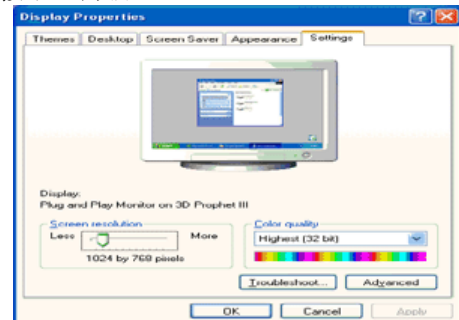 Display Properties
Themes Desktop Screen Saver Appearance Settings
Display:
Plug and Play Monitor on 3D Prophet III
Screen resolution
Less More
1024 by 768 pixels
Color quality
Highest (32 bit)
Troubleshoot... Advanced
OK Cancel Apply